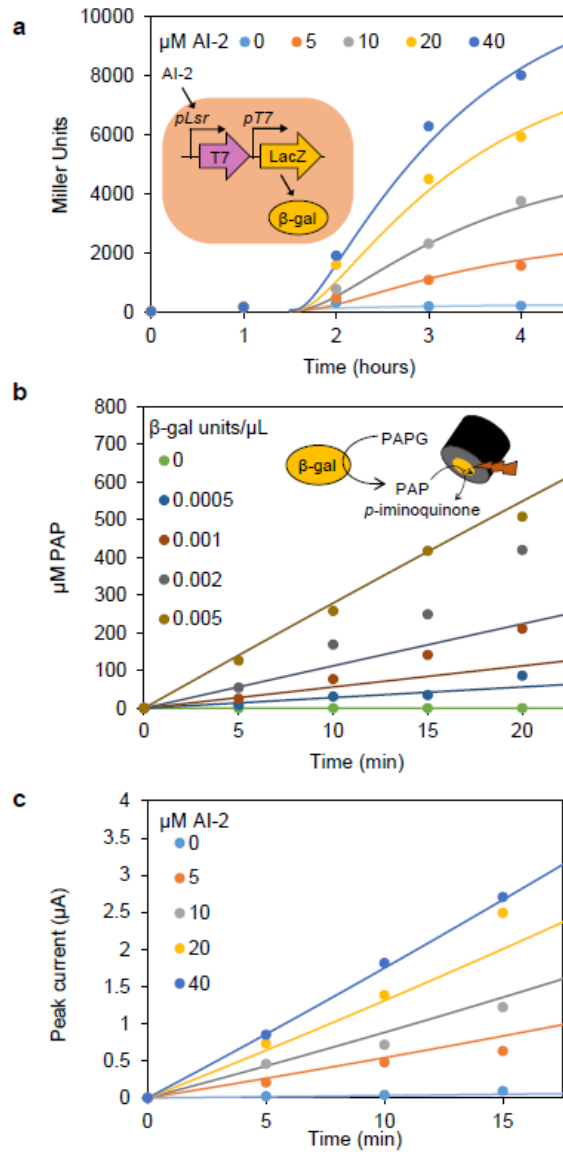 a
μM AI-2 0 5 10 20 40
10000
8000
6000
4000
2000
0
Miller Units
AI-2
pLsr pT7
T7 LacZ
β-gal
0 1 2 3 4
Time (hours)
b
800
700
600
500
400
300
200
100
0
μM PAP
β-gal units/μL
0
0.0005
0.001
0.002
0.005
β-gal
PAPG
PAP
p-iminoquinone
0 5 10 15 20
Time (min)
c
4
3.5
3
2.5
2
1.5
1
0.5
0
Peak current (μA)
μM AI-2
0
5
10
20
40
0 5 10 15
Time (min)